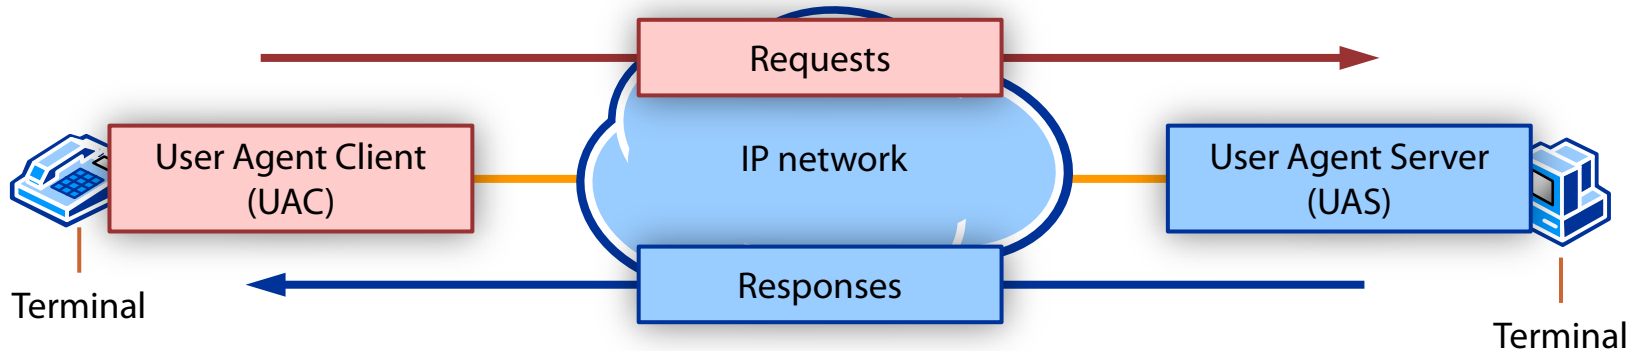 Requests
User Agent Client
(UAC)
IP network
User Agent Server
(UAS)
Responses
Terminal
Terminal